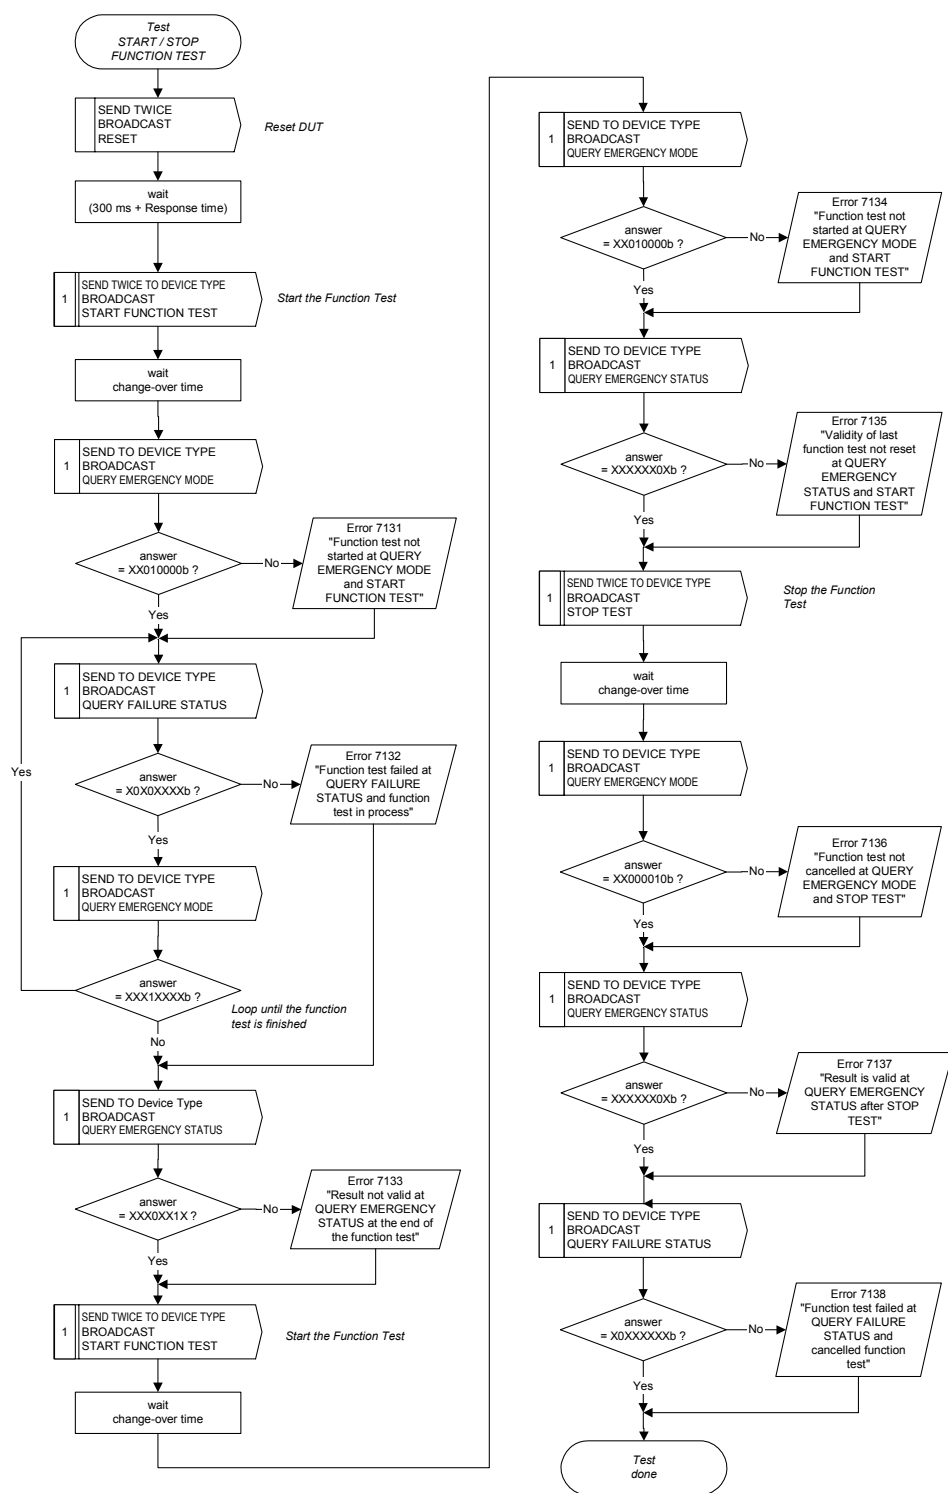 Test
START / STOP
FUNCTION TEST
SEND TWICE
BROADCAST
RESET
Reset DUT
wait
(300 ms + Response time)
1
SEND TWICE TO DEVICE TYPE
BROADCAST
START FUNCTION TEST
Start the Function Test
wait
change-over time
1
SEND TO DEVICE TYPE
BROADCAST
QUERY EMERGENCY MODE
answer
= XX010000b ?
No
Error 7131
"Function test not
started at QUERY
EMERGENCY MODE
and START
FUNCTION TEST"
Yes
1
SEND TO DEVICE TYPE
BROADCAST
QUERY FAILURE STATUS
Yes
answer
= X0X0XXXXb ?
No
Error 7132
"Function test failed at
QUERY FAILURE
STATUS and function
test in process"
Yes
1
SEND TO DEVICE TYPE
BROADCAST
QUERY EMERGENCY MODE
answer
= XXX1XXXXb ?
Loop until the function
test is finished
No
1
SEND TO Device Type
BROADCAST
QUERY EMERGENCY STATUS
answer
= XXX0XX1X ?
No
Error 7133
"Result not valid at
QUERY EMERGENCY
STATUS at the end of
the function test"
Yes
1
SEND TWICE TO DEVICE TYPE
BROADCAST
START FUNCTION TEST
Start the Function Test
wait
change-over time
1
SEND TO DEVICE TYPE
BROADCAST
QUERY EMERGENCY MODE
answer
= XX010000b ?
No
Error 7134
"Function test not
started at QUERY
EMERGENCY MODE
and START
FUNCTION TEST"
Yes
1
SEND TO DEVICE TYPE
BROADCAST
QUERY EMERGENCY STATUS
answer
= XXXXXX0Xb ?
No
Error 7135
"Validity of last
function test not reset
at QUERY
EMERGENCY
STATUS and START
FUNCTION TEST"
Yes
1
SEND TWICE TO DEVICE TYPE
BROADCAST
STOP TEST
Stop the Function
Test
wait
change-over time
1
SEND TO DEVICE TYPE
BROADCAST
QUERY EMERGENCY MODE
answer
= XX000010b ?
No
Error 7136
"Function test not
cancelled at QUERY
EMERGENCY MODE
and STOP TEST"
Yes
1
SEND TO DEVICE TYPE
BROADCAST
QUERY EMERGENCY STATUS
answer
= XXXXXX0Xb ?
No
Error 7137
"Result is valid at
QUERY EMERGENCY
STATUS after STOP
TEST"
Yes
1
SEND TO DEVICE TYPE
BROADCAST
QUERY FAILURE STATUS
answer
= X0XXXXXXb ?
No
Error 7138
"Function test failed at
QUERY FAILURE
STATUS and
cancelled function
test"
Yes
Test
done